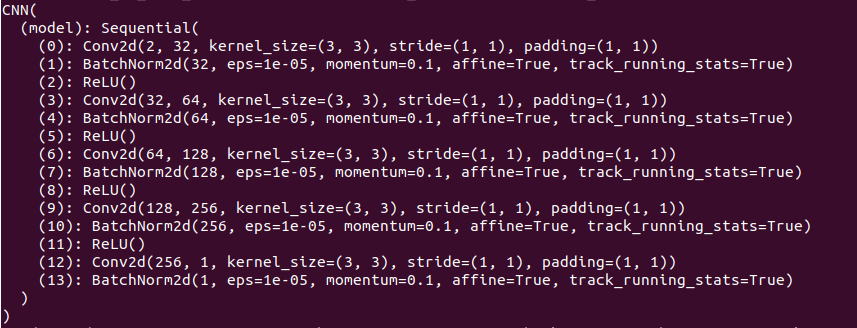 CNN(
  (model): Sequential(
    (0): Conv2d(2, 32, kernel_size=(3, 3), stride=(1, 1), padding=(1, 1))
    (1): BatchNorm2d(32, eps=1e-05, momentum=0.1, affine=True, track_running_stats=True)
    (2): ReLU()
    (3): Conv2d(32, 64, kernel_size=(3, 3), stride=(1, 1), padding=(1, 1))
    (4): BatchNorm2d(64, eps=1e-05, momentum=0.1, affine=True, track_running_stats=True)
    (5): ReLU()
    (6): Conv2d(64, 128, kernel_size=(3, 3), stride=(1, 1), padding=(1, 1))
    (7): BatchNorm2d(128, eps=1e-05, momentum=0.1, affine=True, track_running_stats=True)
    (8): ReLU()
    (9): Conv2d(128, 256, kernel_size=(3, 3), stride=(1, 1), padding=(1, 1))
    (10): BatchNorm2d(256, eps=1e-05, momentum=0.1, affine=True, track_running_stats=True)
    (11): ReLU()
    (12): Conv2d(256, 1, kernel_size=(3, 3), stride=(1, 1), padding=(1, 1))
    (13): BatchNorm2d(1, eps=1e-05, momentum=0.1, affine=True, track_running_stats=True)
  )
)